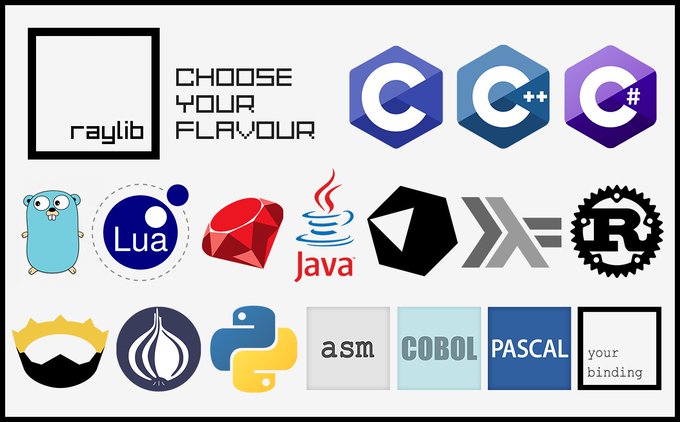 raylib
CHOOSE
YOUR
FLAVOUR
C
C++
C#
Lua
Java
R
asm
COBOL
PASCAL
your
binding